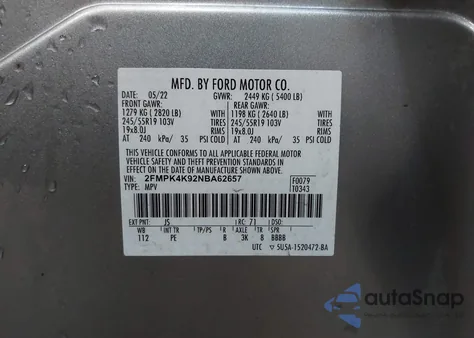 MFD. BY FORD MOTOR CO.
05/22 GVWR: 2449 KG ( 5400 LB)
FRONT GAWR: REAR GAWR:
1279 KG ( 2820 LB) 1198 KG ( 2640 LB)
245/55R19 103V TIRES 245/55R19 103V TIRES
19x8.0J RIMS 19x8.0J RIMS
AT 240 kPa/ 35 PSI COLD AT 240 kPa/ 35 PSI COLD
THIS VEHICLE CONFORMS TO ALL APPLICABLE FEDERAL MOTOR
VEHICLE SAFETY AND THEFT PREVENTION STANDARDS IN
EFFECT ON THE DATE OF MANUFACTURE SHOWN ABOVE.
VIN: 2FMPK4K92NBA62657 F0079
TYPE: MPV T0343
EXT PNT: JS RC: 71 DSO:
WB INT TR TP/PS R AXLE TR SPR
112 PE B 3K 8 BBBB
UTC ▽ 5U5A-1520472-BA
autoSnap